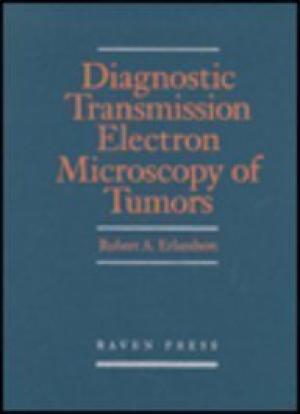 Diagnostic
Transmission
Electron
Microscopy of
Tumors
Robert A. Erlandson
RAVEN PRESS